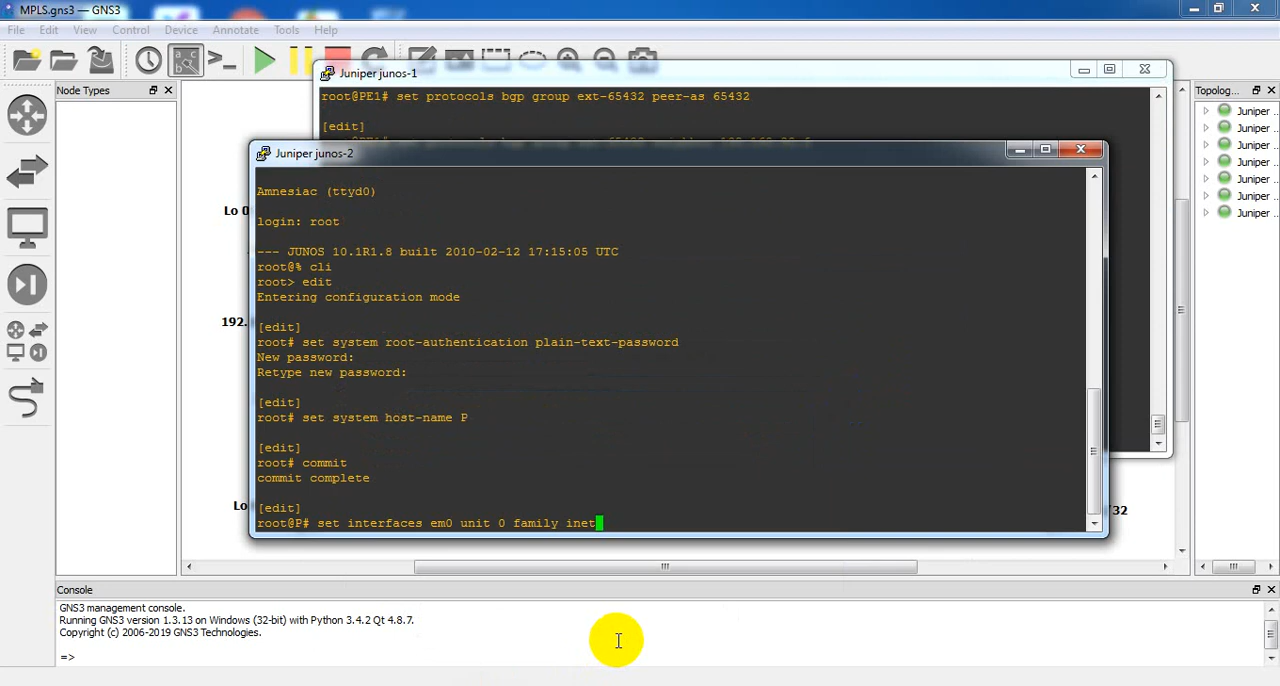 MPLS.gns3 — GNS3
File Edit View Control Device Annotate Tools Help
Node Types
Topolog...
Juniper ...
Juniper ...
Juniper ...
Juniper ...
Juniper ...
Juniper ...
Juniper ...
Juniper junos-1
root@PE1# set protocols bgp group ext-65432 peer-as 65432
[edit]
Juniper junos-2
Amnesiac (ttyd0)
login: root
--- JUNOS 10.1R1.8 built 2010-02-12 17:15:05 UTC
root@% cli
root> edit
Entering configuration mode
[edit]
root# set system root-authentication plain-text-password
New password:
Retype new password:
[edit]
root# set system host-name P
[edit]
root# commit
commit complete
[edit]
root@P# set interfaces em0 unit 0 family inet
Lo 0
192.
Lo
/32
Console
GNS3 management console.
Running GNS3 version 1.3.13 on Windows (32-bit) with Python 3.4.2 Qt 4.8.7.
Copyright (c) 2006-2019 GNS3 Technologies.
=>